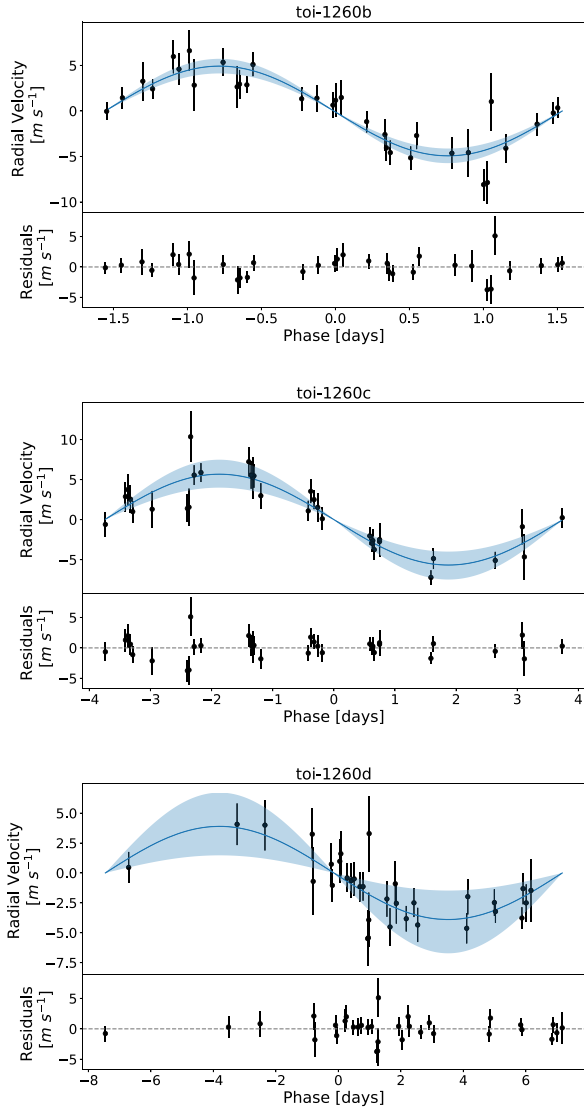 toi-1260b
5
0
−5
−10
Radial Velocity
[m s⁻¹]
5
0
−5
Residuals
[m s⁻¹]
−1.5 −1.0 −0.5 0.0 0.5 1.0 1.5
Phase [days]
toi-1260c
10
5
0
−5
Radial Velocity
[m s⁻¹]
5
0
−5
Residuals
[m s⁻¹]
−4 −3 −2 −1 0 1 2 3 4
Phase [days]
toi-1260d
5.0
2.5
0.0
−2.5
−5.0
−7.5
Radial Velocity
[m s⁻¹]
5
0
−5
Residuals
[m s⁻¹]
−8 −6 −4 −2 0 2 4 6
Phase [days]